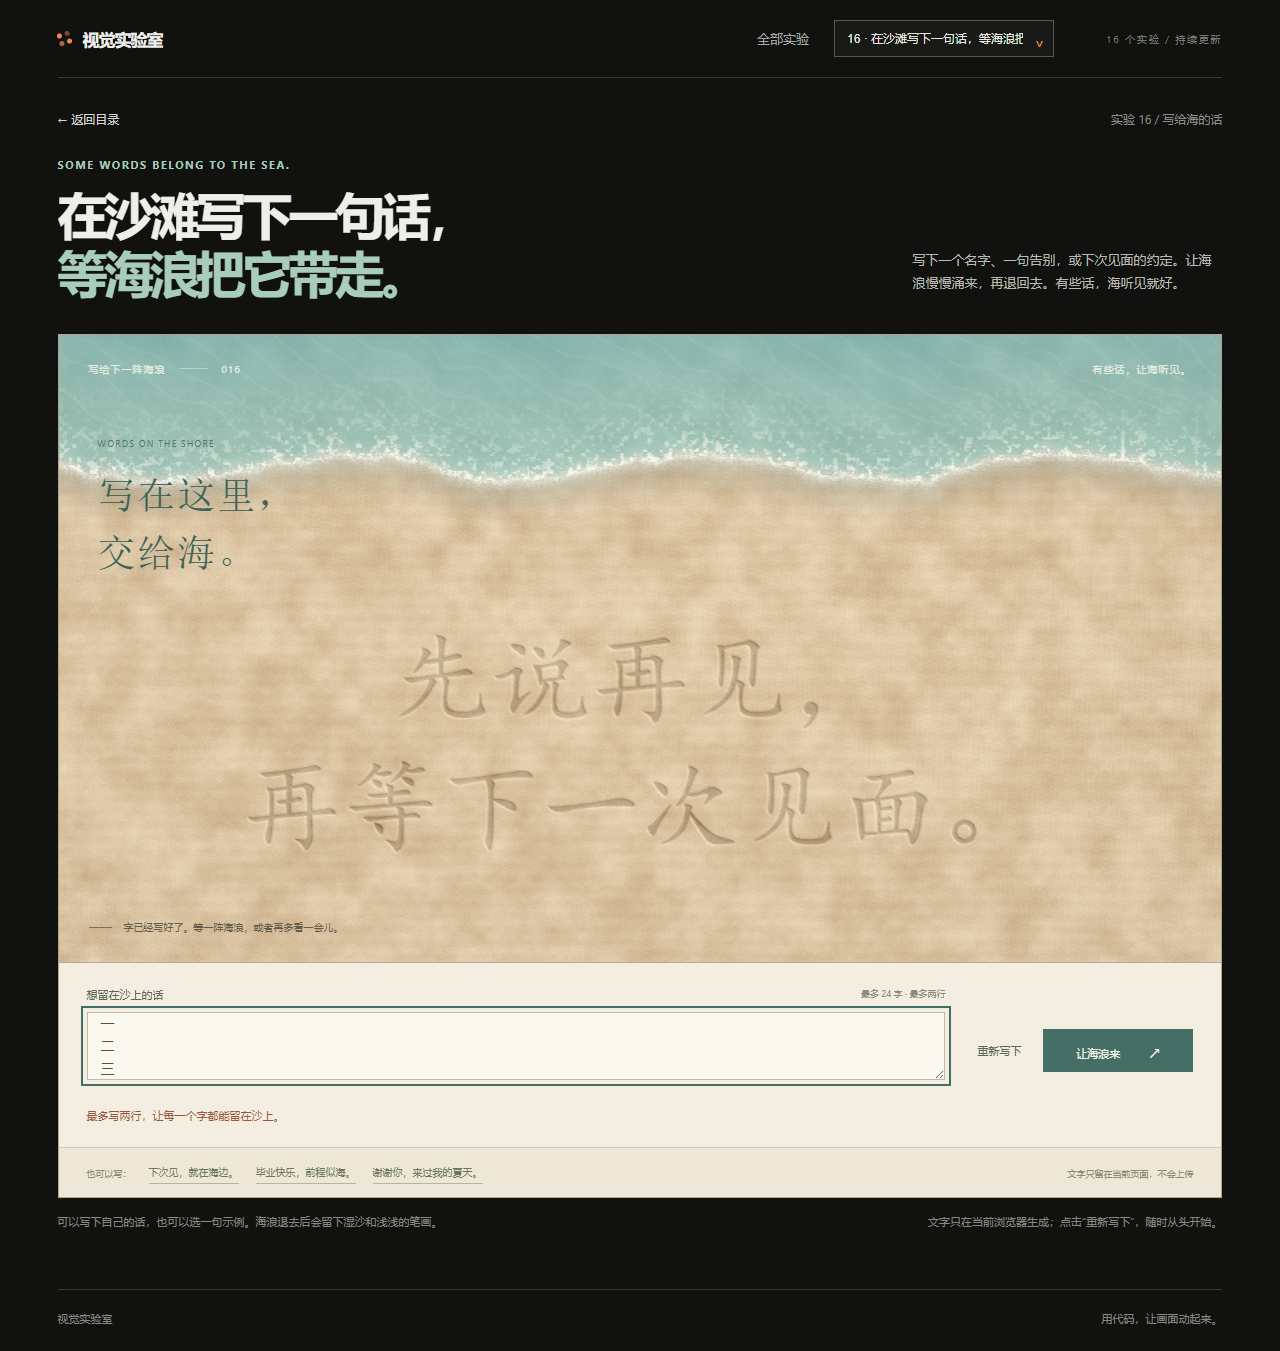 视觉实验室
全部实验
16 · 在沙滩写下一句话，等海浪把
16 个实验 / 持续更新
← 返回目录
实验 16 / 写给海的话
SOME WORDS BELONG TO THE SEA.
在沙滩写下一句话，
等海浪把它带走。
写下一个名字、一句告别，或下次见面的约定。让海
浪慢慢涌来，再退回去。有些话，海听见就好。
写给下一阵海浪
016
有些话，让海听见。
WORDS ON THE SHORE
写在这里，
交给海。
先说再见，
再等下一次见面。
字已经写好了。等一阵海浪，或者再多看一会儿。
想留在沙上的话
最多 24 字 · 最多两行
一
二
三
重新写下
让海浪来 ↗
最多写两行，让每一个字都能留在沙上。
也可以写：
下次见，就在海边。
毕业快乐，前程似海。
谢谢你，来过我的夏天。
文字只留在当前页面，不会上传
可以写下自己的话，也可以选一句示例。海浪退去后会留下湿沙和浅浅的笔画。
文字只在当前浏览器生成；点击“重新写下”，随时从头开始。
视觉实验室
用代码，让画面动起来。